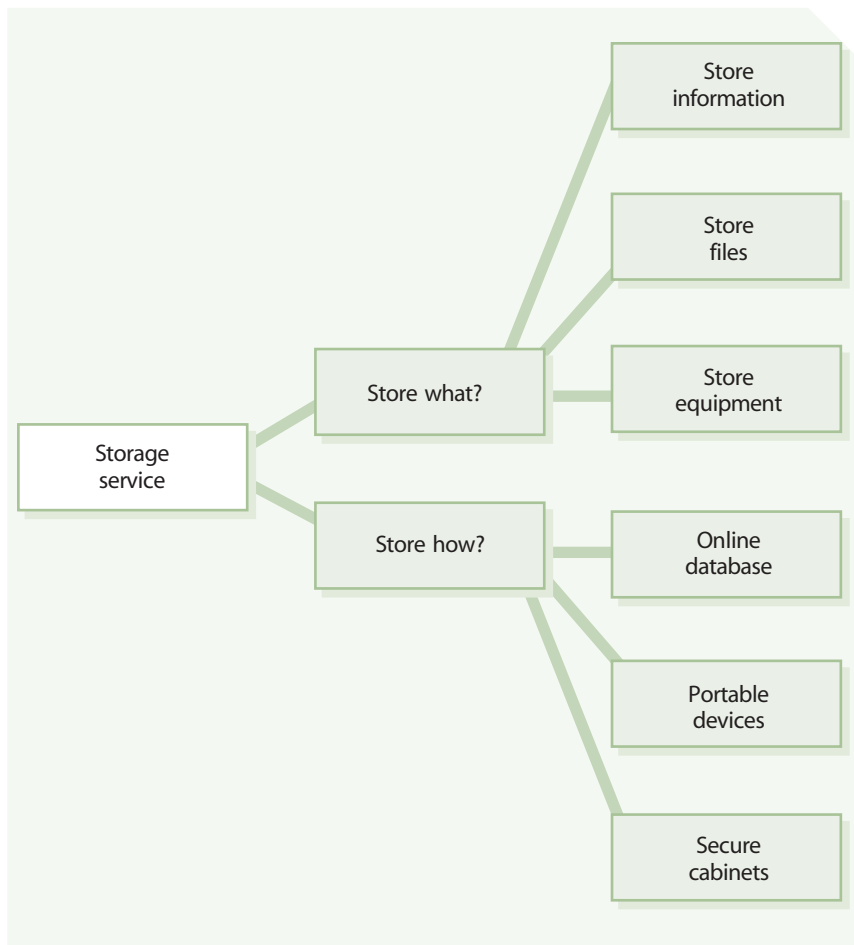 Store
information
Store
files
Store
equipment
Store what?
Storage
service
Store how?
Online
database
Portable
devices
Secure
cabinets